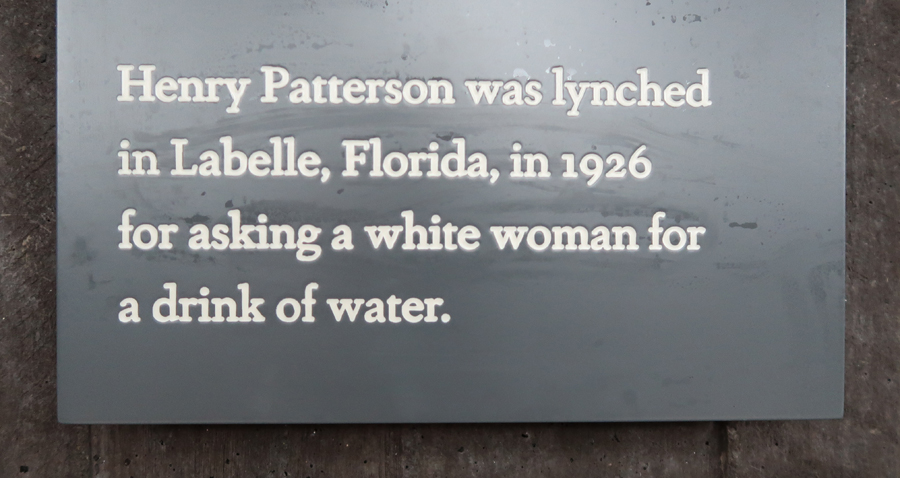 Henry Patterson was lynched
in Labelle, Florida, in 1926
for asking a white woman for
a drink of water.